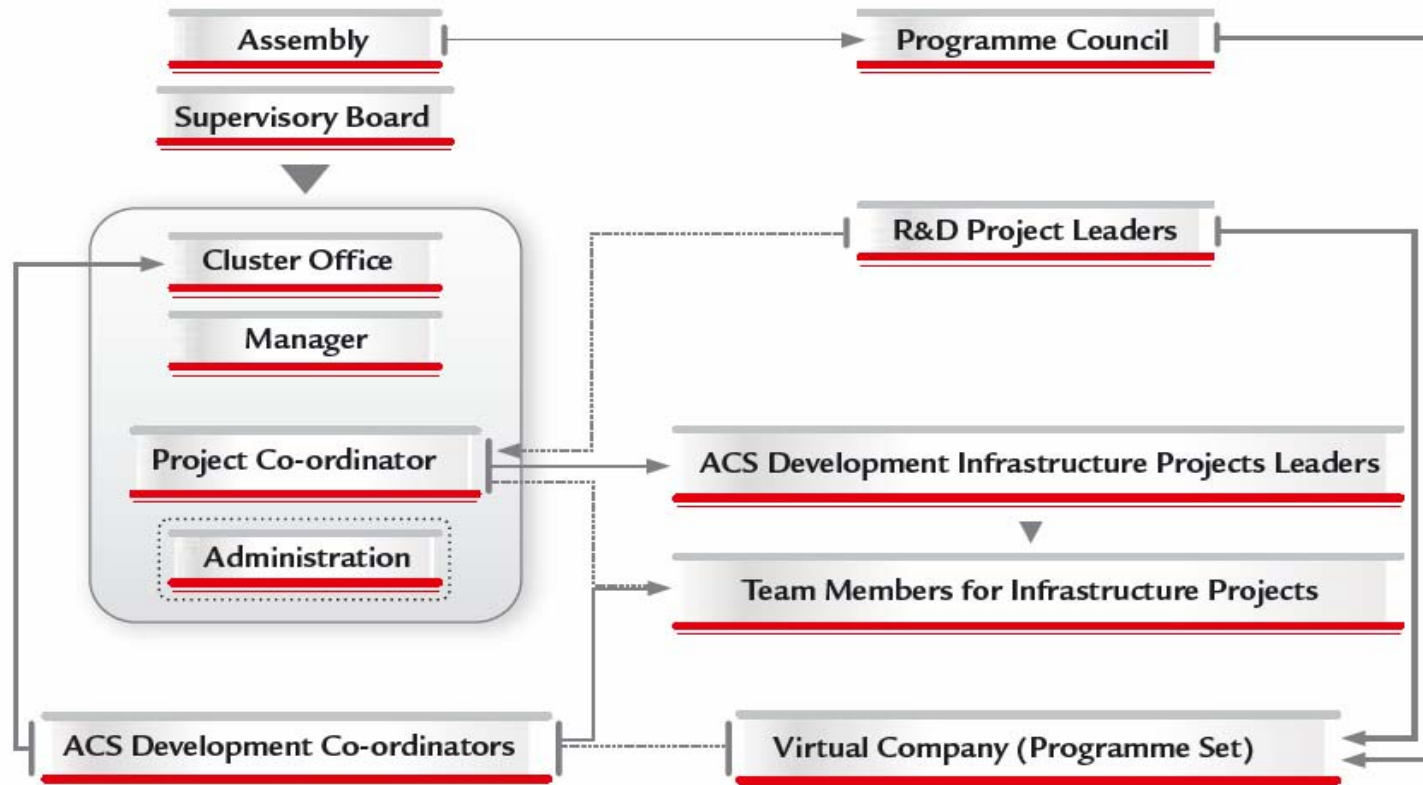 Assembly
Programme Council
Supervisory Board
R&D Project Leaders
Cluster Office
Manager
Project Co-ordinator
ACS Development Infrastructure Projects Leaders
Administration
Team Members for Infrastructure Projects
ACS Development Co-ordinators
Virtual Company (Programme Set)